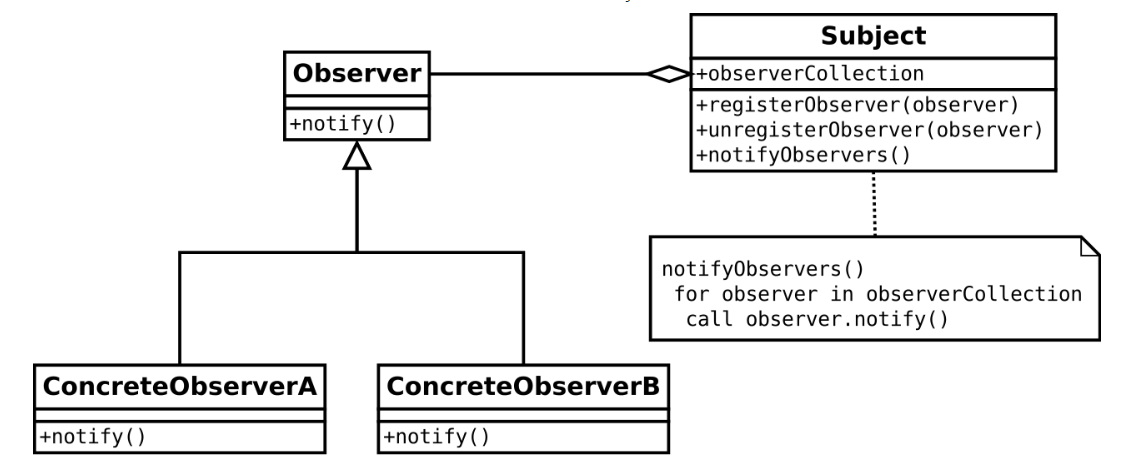 Observer
+notify()
Subject
+observerCollection
+registerObserver(observer)
+unregisterObserver(observer)
+notifyObservers()
notifyObservers()
for observer in observerCollection
call observer.notify()
ConcreteObserverA
+notify()
ConcreteObserverB
+notify()